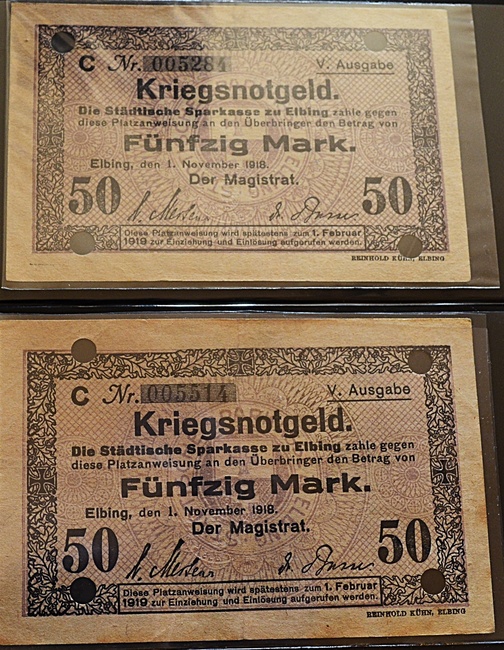 C Nr. 005284 V. Ausgabe
Kriegsnotgeld.
Die Städtische Sparkasse zu Elbing zahle gegen
diese Platzanweisung an den Überbringer den Betrag von
Fünfzig Mark.
Elbing, den 1. November 1918.
Der Magistrat.
50 50
Diese Platzanweisung wird spätestens zum 1. Februar
1919 zur Einziehung und Einlösung aufgerufen werden.
REINHOLD KÜHN, ELBING
C Nr. 005514 V. Ausgabe
Kriegsnotgeld.
Die Städtische Sparkasse zu Elbing zahle gegen
diese Platzanweisung an den Überbringer den Betrag von
Fünfzig Mark.
Elbing, den 1. November 1918.
Der Magistrat.
50 50
Diese Platzanweisung wird spätestens zum 1. Februar
1919 zur Einziehung und Einlösung aufgerufen werden.
REINHOLD KÜHN, ELBING